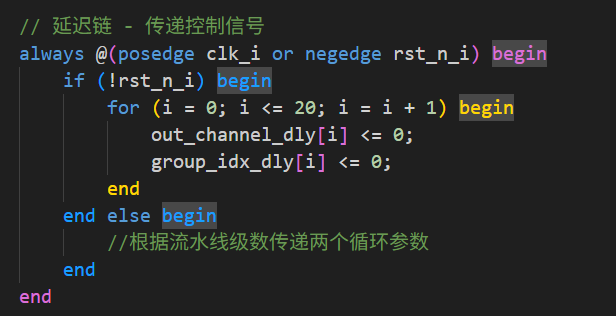 // 延迟链 - 传递控制信号
always @(posedge clk_i or negedge rst_n_i) begin
    if (!rst_n_i) begin
        for (i = 0; i <= 20; i = i + 1) begin
            out_channel_dly[i] <= 0;
            group_idx_dly[i] <= 0;
        end
    end else begin
        //根据流水线级数传递两个循环参数
    end
end